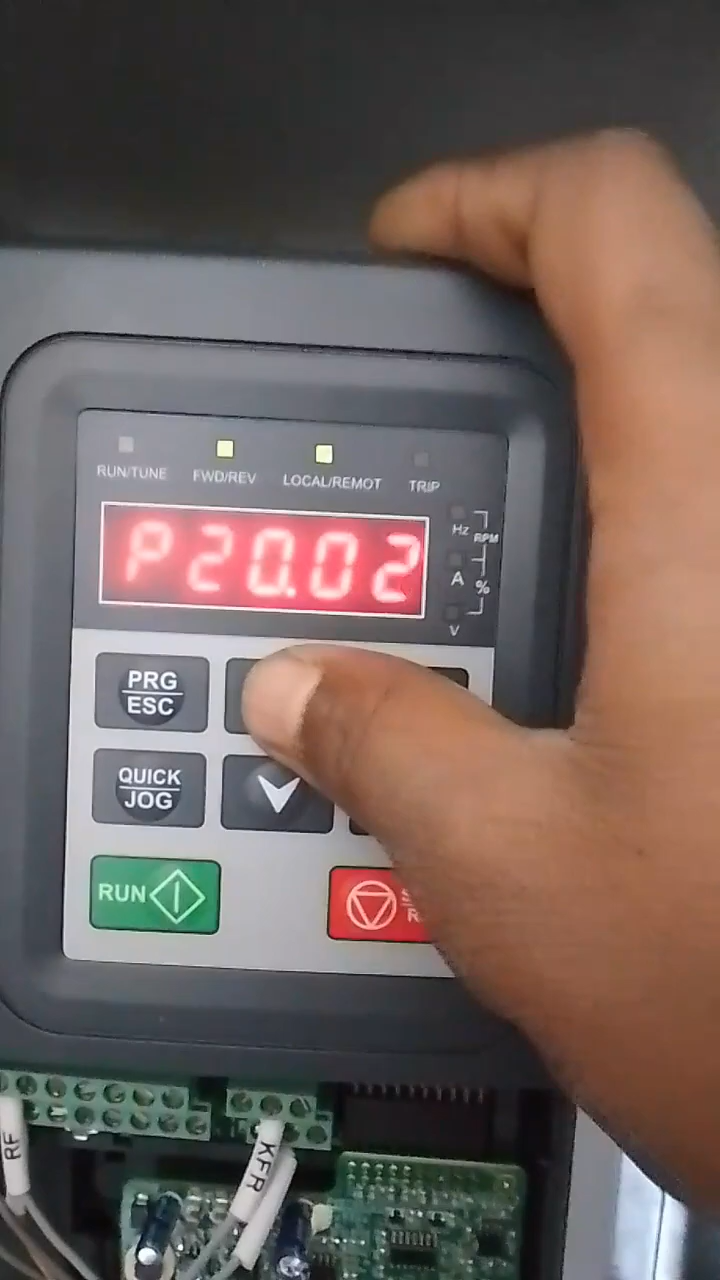 RUN/TUNE FWD/REV LOCAL/REMOT TRIP
P20.02
Hz RPM
A %
V
PRG
ESC
QUICK
JOG
RUN
RF
KFR